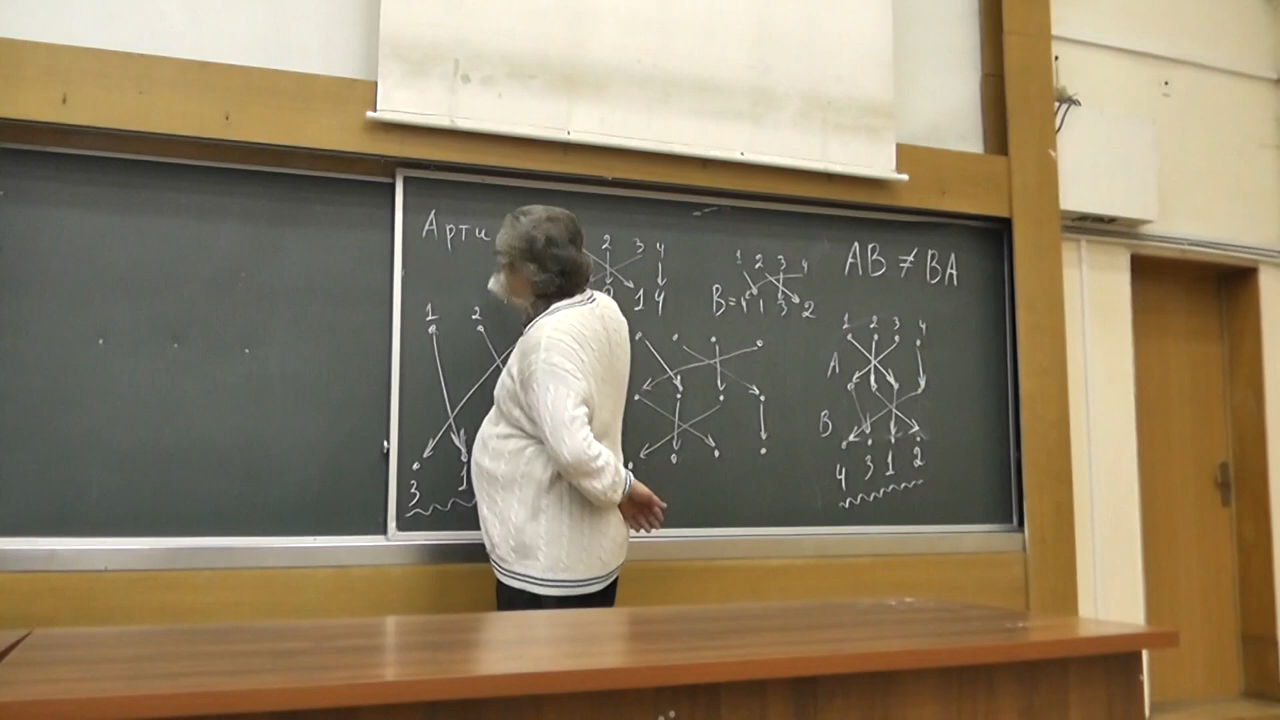 Арти
2 3 4
1 4
1 2 3 4
B= 4 1 3 2
AB ≠ BA
1 2
3 1
1 2 3 4
A
B
4 3 1 2